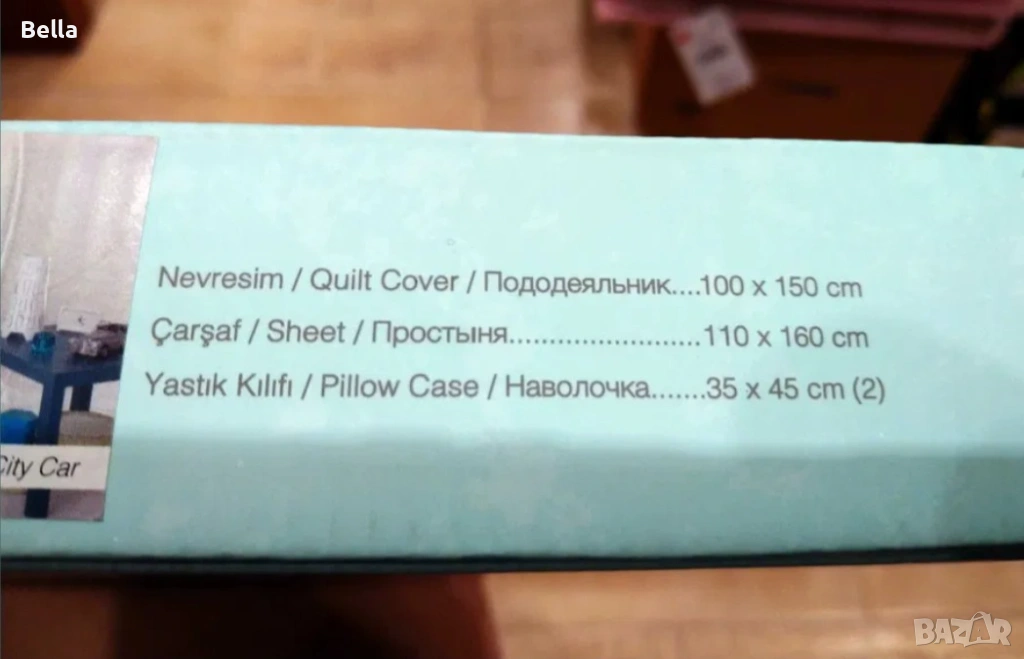 Bella
Nevresim / Quilt Cover / Пододеяльник....100 x 150 cm
Çarşaf / Sheet / Простыня........................110 x 160 cm
Yastık Kılıfı / Pillow Case / Наволочка.......35 x 45 cm (2)
City Car
BAZAR